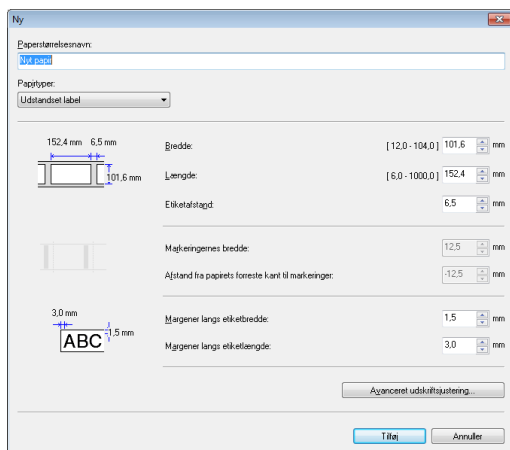 Ny
Paperstørrelsesnavn:
Nyt papir
Papirtyper:
Udstandset label
152,4 mm 6,5 mm
101,6 mm
Bredde: [ 12,0 - 104,0 ] 101,6 mm
Længde: [ 6,0 - 1000,0 ] 152,4 mm
Etiketafstand: 6,5 mm
Markeringernes bredde: 12,5 mm
Afstand fra papirets forreste kant til markeringer: -12,5 mm
3,0 mm
1,5 mm
ABC
Margener langs etiketbredde: 1,5 mm
Margener langs etiketlængde: 3,0 mm
Avanceret udskriftsjustering...
Tilføj Annuller